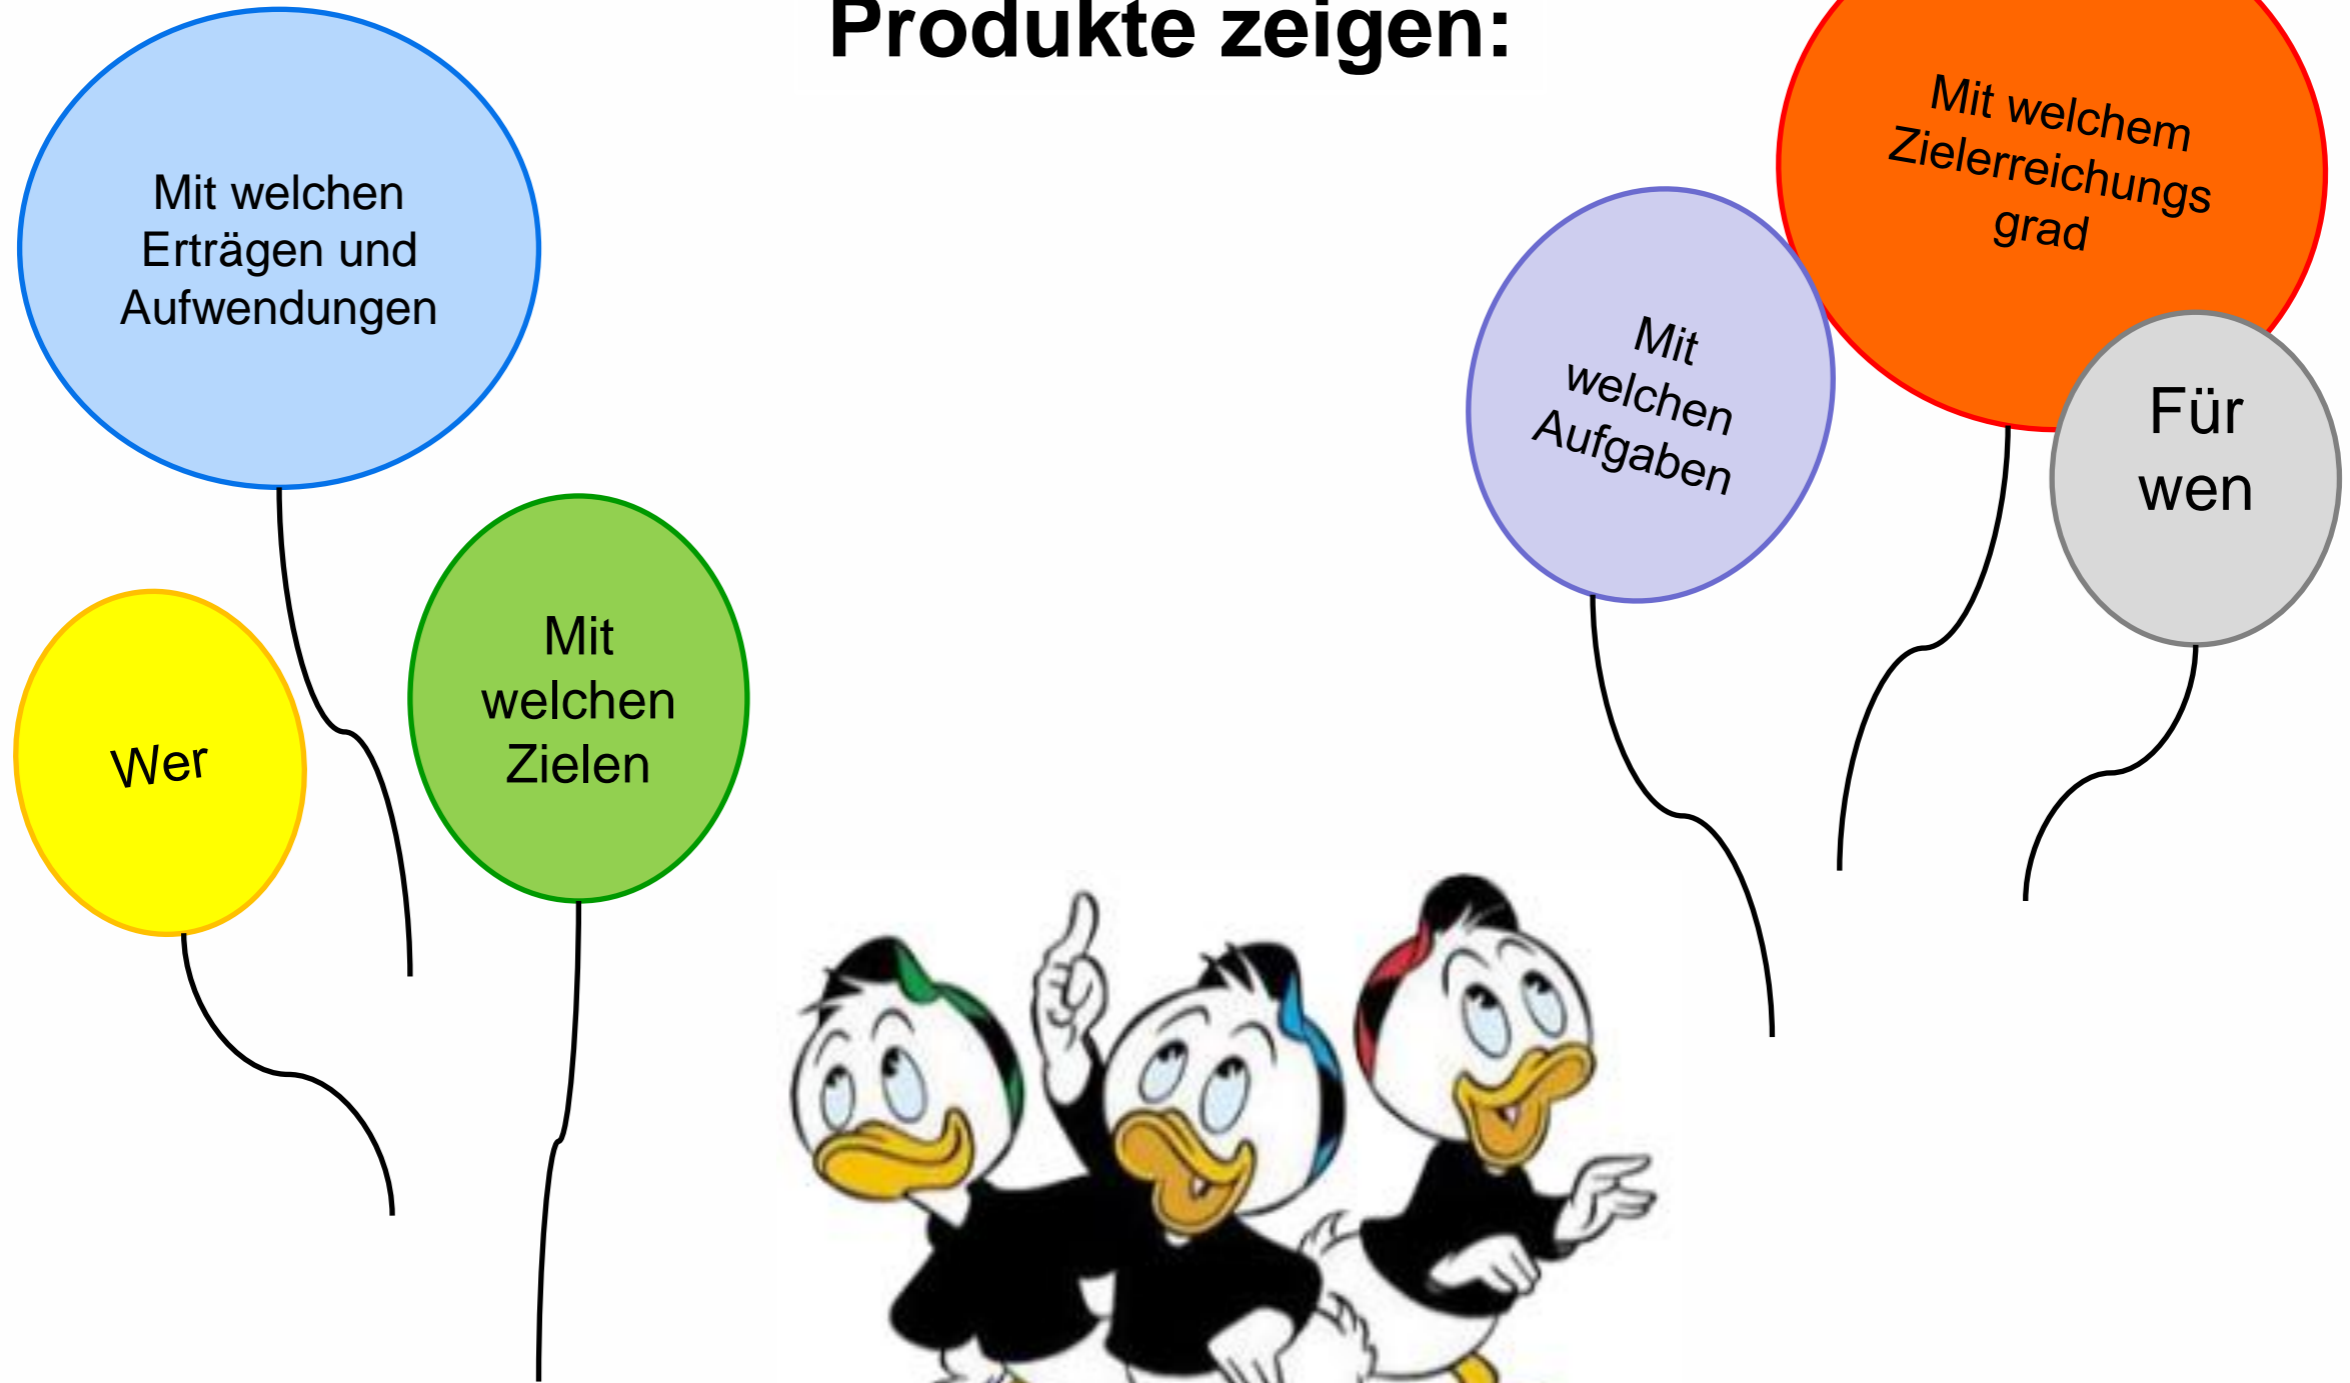 Produkte zeigen:
Mit welchen
Erträgen und
Aufwendungen
Wer
Mit
welchen
Zielen
Mit
welchen
Aufgaben
Mit welchem
Zielerreichungs
grad
Für
wen